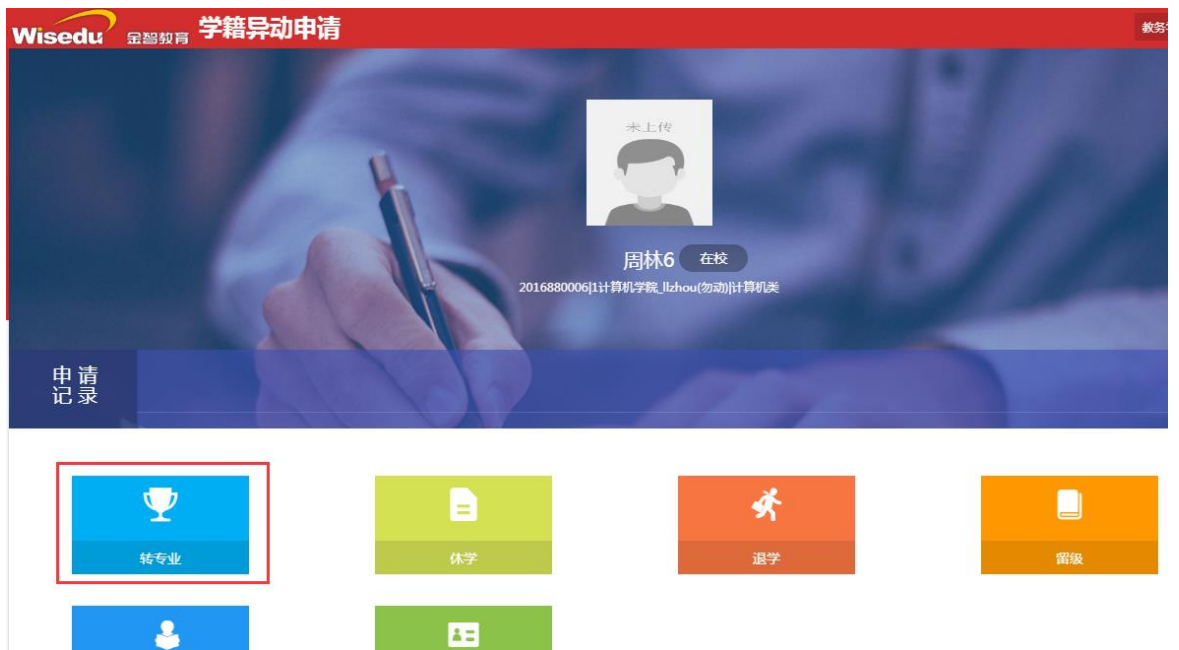 Wisedu 金智教育 学籍异动申请
教务
未上传
周林6 在校
2016880006|1计算机学院_llzhou(勿动)|计算机类
申请
记录
转专业
休学
退学
留级